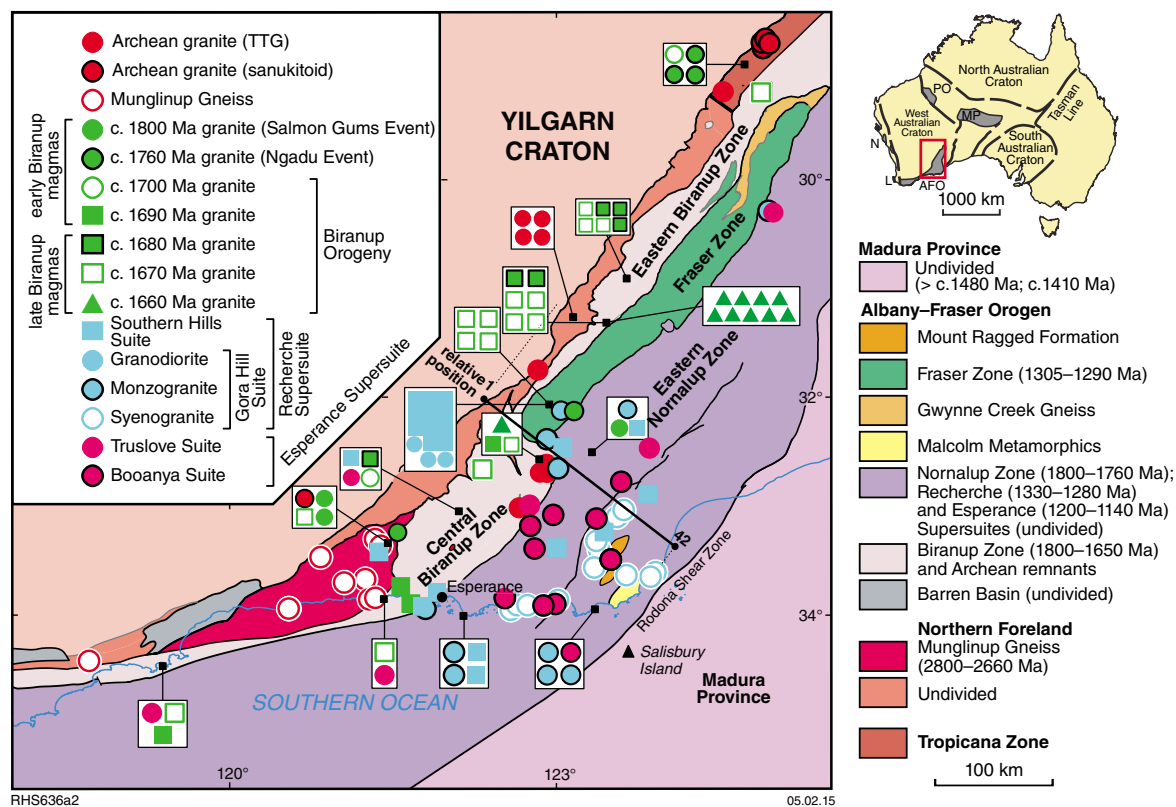 Archean granite (TTG)
Archean granite (sanukitoid)
Munglinup Gneiss
early Biranup
magmas
c. 1800 Ma granite (Salmon Gums Event)
c. 1760 Ma granite (Ngadu Event)
c. 1700 Ma granite
c. 1690 Ma granite
late Biranup
magmas
c. 1680 Ma granite
c. 1670 Ma granite
c. 1660 Ma granite
Biranup
Orogeny
Southern Hills
Suite
Granodiorite
Monzogranite
Syenogranite
Gora Hill
Suite
Recherche
Supersuite
Truslove Suite
Booanya Suite
Esperance Supersuite
YILGARN
CRATON
Eastern Biranup Zone
Fraser Zone
Eastern
Nornalup Zone
relative 1
position
42
Central
Biranup Zone
Esperance
Rodona Shear Zone
Salisbury
Island
Madura
Province
SOUTHERN OCEAN
30°
32°
34°
120°
123°
RHS636a2
05.02.15
North Australian
Craton
PO
West
Australian
Craton
MP
South
Australian
Craton
Tasman
Line
N
L
AFO
1000 km
Madura Province
Undivided
(> c.1480 Ma; c.1410 Ma)
Albany–Fraser Orogen
Mount Ragged Formation
Fraser Zone (1305–1290 Ma)
Gwynne Creek Gneiss
Malcolm Metamorphics
Nornalup Zone (1800–1760 Ma);
Recherche (1330–1280 Ma)
and Esperance (1200–1140 Ma)
Supersuites (undivided)
Biranup Zone (1800–1650 Ma)
and Archean remnants
Barren Basin (undivided)
Northern Foreland
Munglinup Gneiss
(2800–2660 Ma)
Undivided
Tropicana Zone
100 km